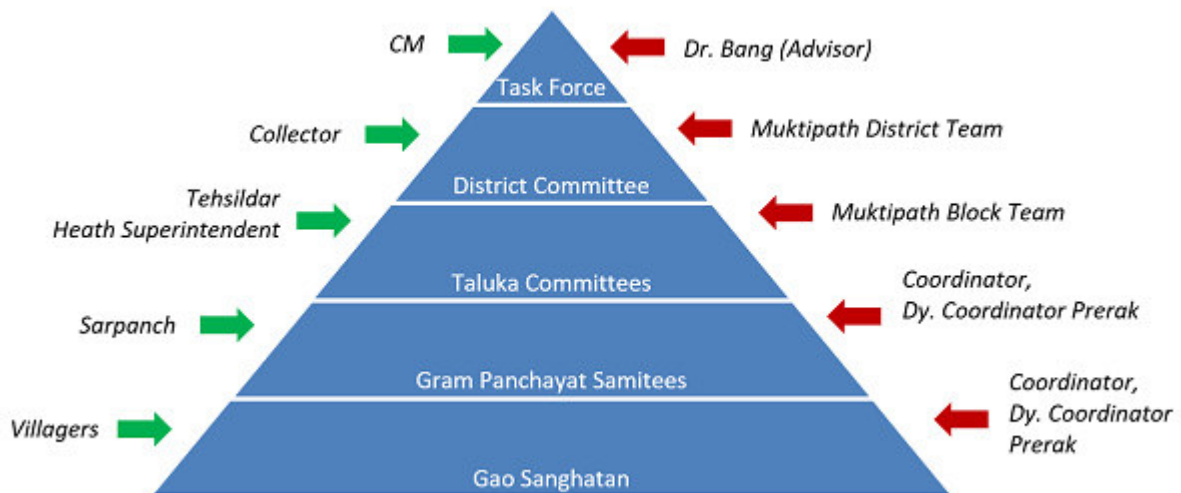 CM
Dr. Bang (Advisor)
Task Force
Collector
Muktipath District Team
District Committee
Tehsildar
Heath Superintendent
Muktipath Block Team
Taluka Committees
Coordinator,
Dy. Coordinator Prerak
Sarpanch
Gram Panchayat Samitees
Coordinator,
Dy. Coordinator
Prerak
Villagers
Gao Sanghatan